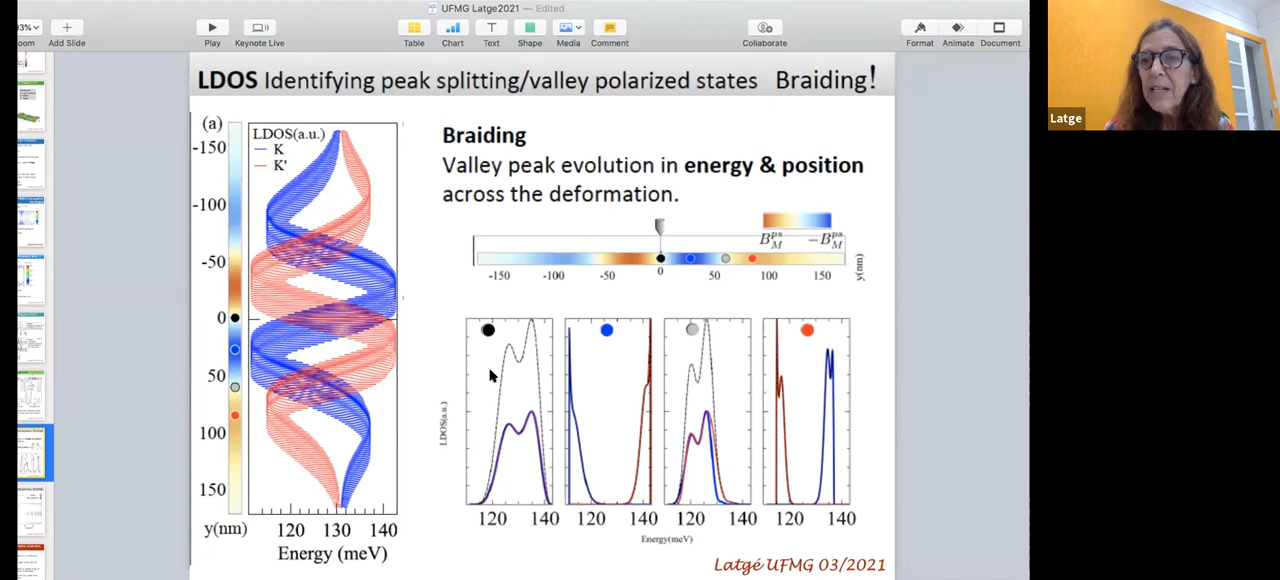 UFMG Latge2021 — Edited
Add Slide
Play
Keynote Live
Table
Chart
Text
Shape
Media
Comment
Collaborate
Format
Animate
Document
Latge
LDOS Identifying peak splitting/valley polarized states Braiding!
(a)
LDOS(a.u.)
K
K'
-150
-100
-50
0
50
100
150
y(nm)
120 130 140
Energy (meV)
Braiding
Valley peak evolution in energy & position
across the deformation.
B_M^ps -B_M^ps
-150 -100 -50 0 50 100 150
y(nm)
LDOS(a.u.)
120 140 120 140 120 140 120 140
Energy(meV)
Latgé UFMG 03/2021